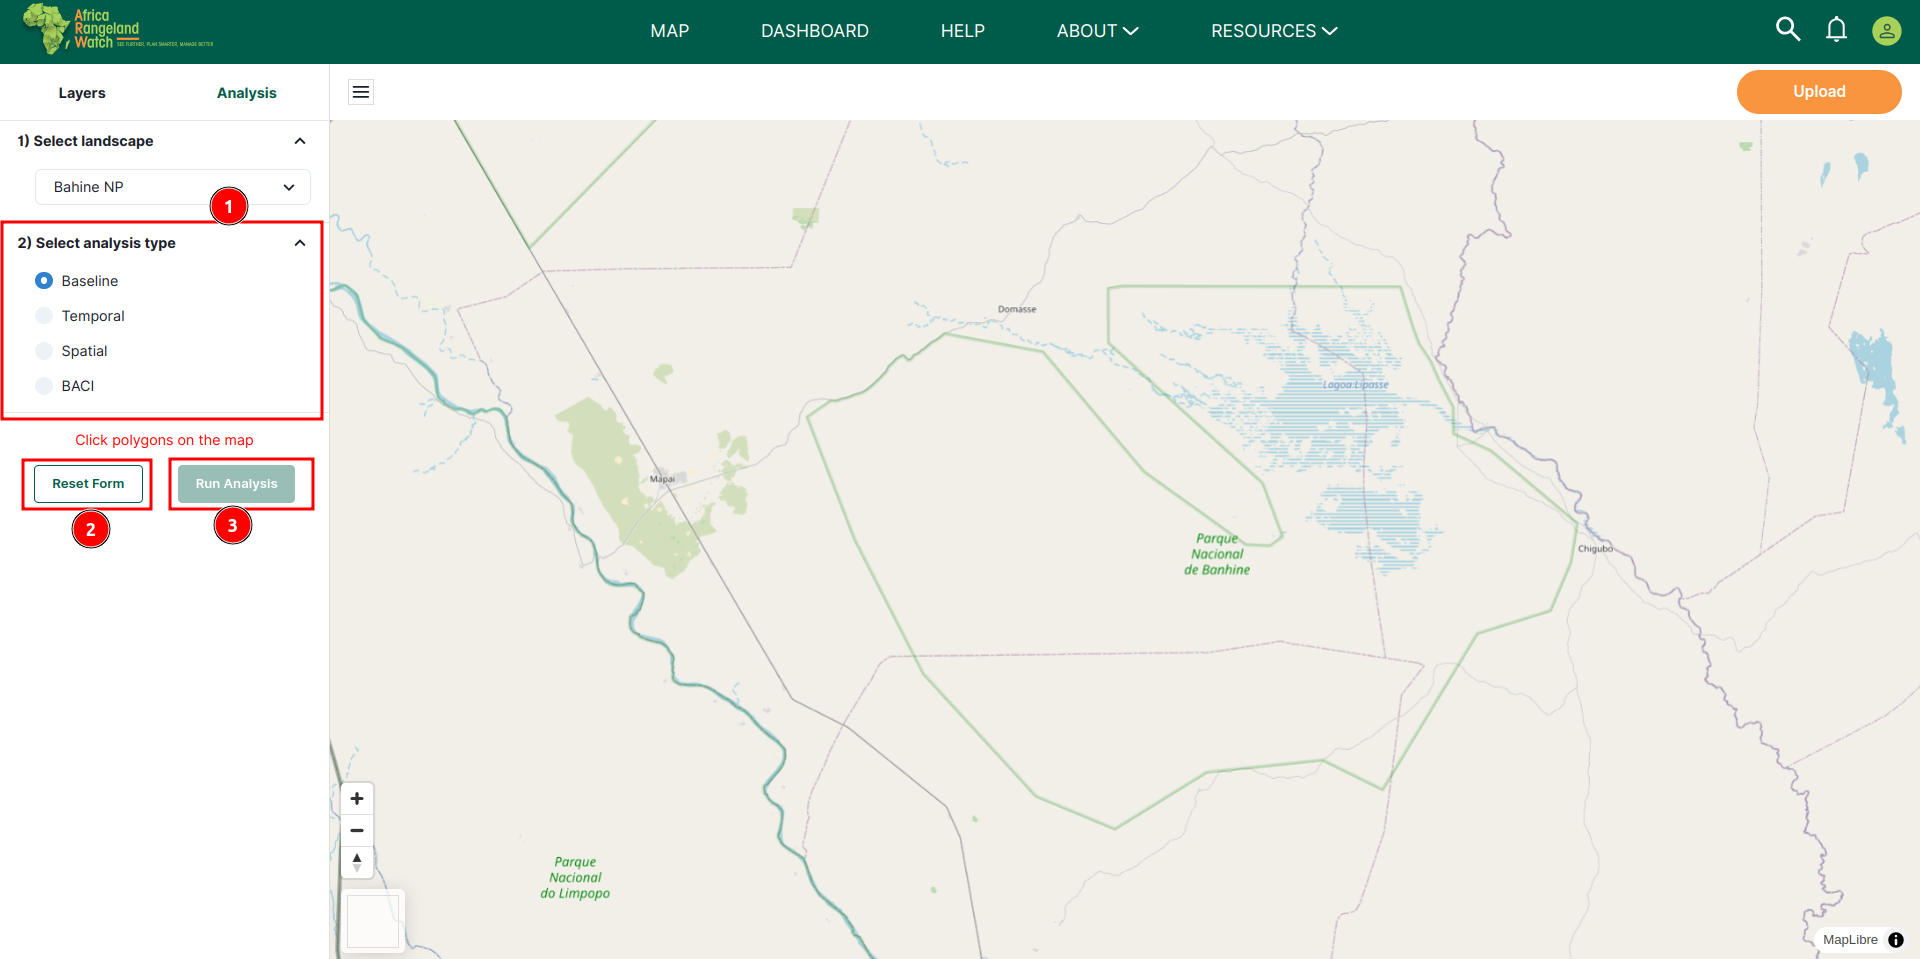 Africa
Rangeland
Watch
SEE FURTHER, PLAN SMARTER, MANAGE BETTER
MAP
DASHBOARD
HELP
ABOUT
RESOURCES
Layers
Analysis
Upload
1) Select landscape
Bahine NP
1
2) Select analysis type
Baseline
Temporal
Spatial
BACI
Click polygons on the map
Reset Form
Run Analysis
2
3
Domasse
Lagoa Lipasse
Mapai
Parque
Nacional
de Banhine
Chigubo
Parque
Nacional
do Limpopo
MapLibre